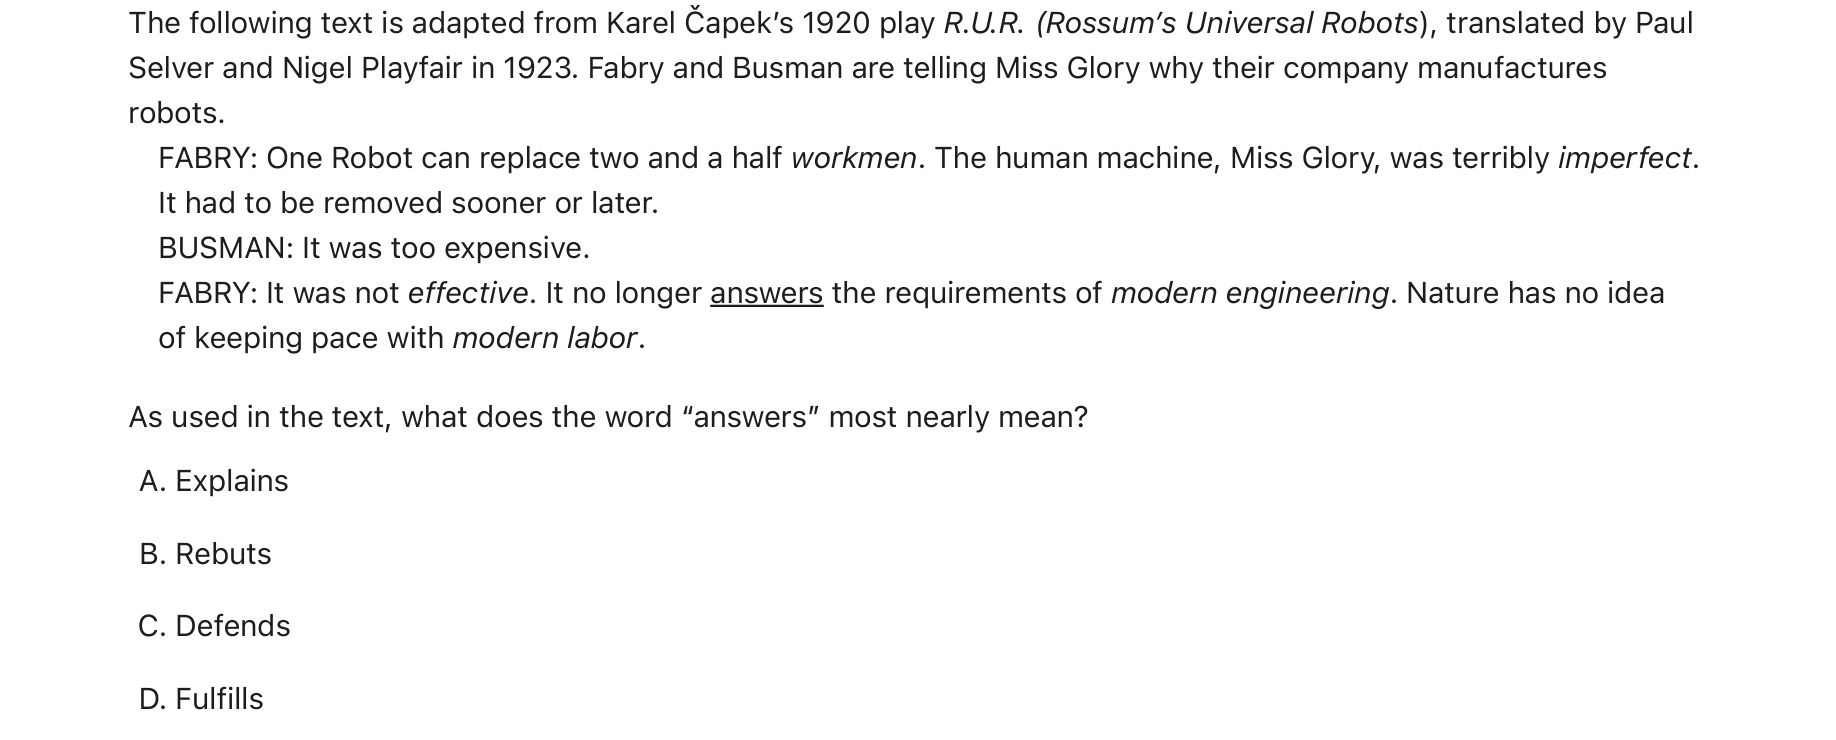 The following text is adapted from Karel Čapek’s 1920 play R.U.R. (Rossum’s Universal Robots), translated by Paul
Selver and Nigel Playfair in 1923. Fabry and Busman are telling Miss Glory why their company manufactures
robots.
FABRY: One Robot can replace two and a half workmen. The human machine, Miss Glory, was terribly imperfect.
It had to be removed sooner or later.
BUSMAN: It was too expensive.
FABRY: It was not effective. It no longer answers the requirements of modern engineering. Nature has no idea
of keeping pace with modern labor.
As used in the text, what does the word “answers” most nearly mean?
A. Explains
B. Rebuts
C. Defends
D. Fulfills